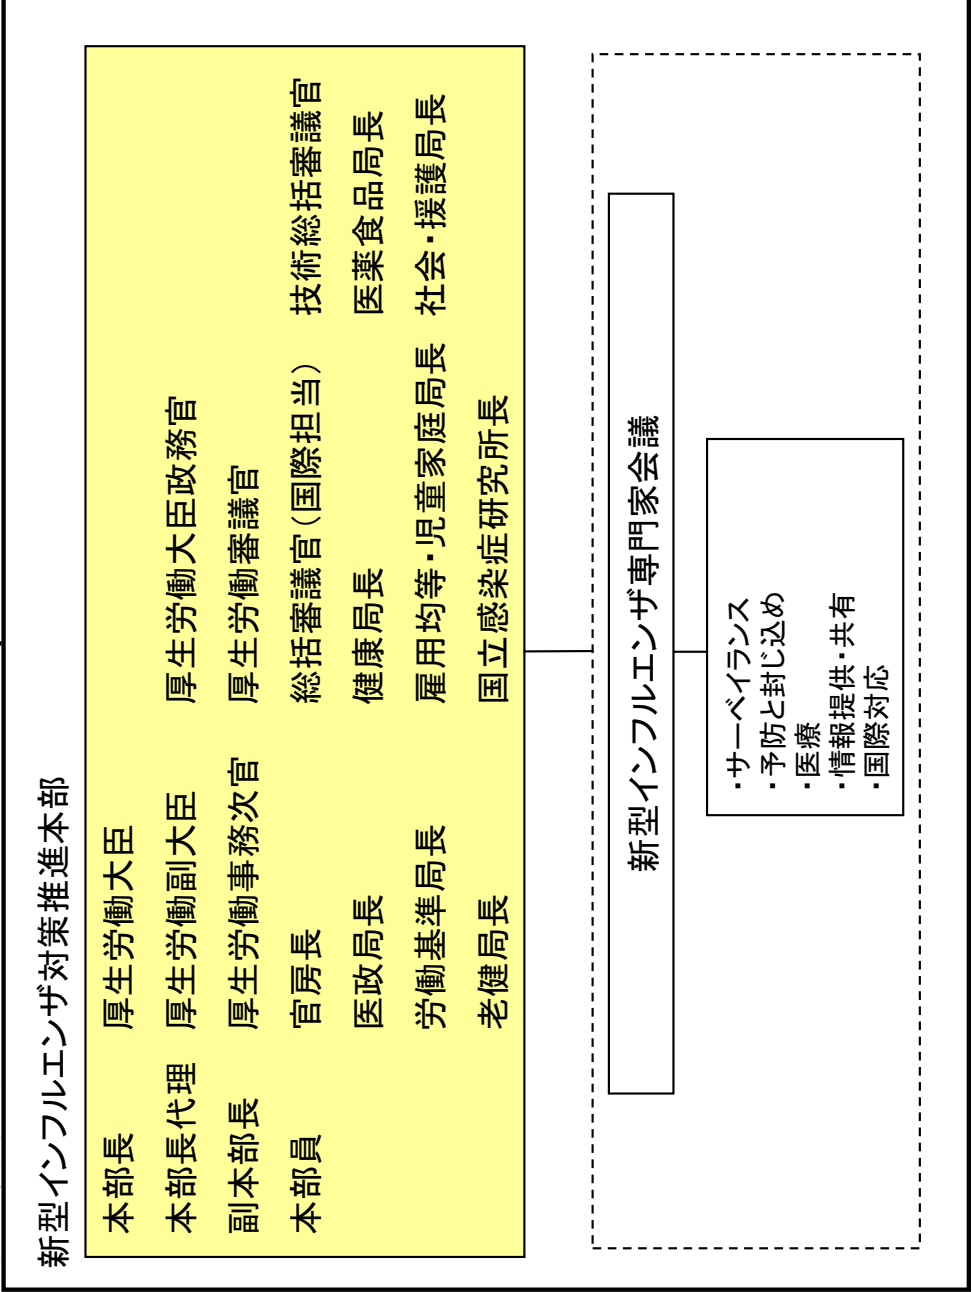 新型インフルエンザ対策推進本部
本部長 厚生労働大臣
本部長代理 厚生労働副大臣 厚生労働大臣政務官
副本部長 厚生労働事務次官 厚生労働審議官
本部員 官房長 総括審議官(国際担当) 技術総括審議官
医政局長 健康局長 医薬食品局長
労働基準局長 雇用均等・児童家庭局長 社会・援護局長
老健局長 国立感染症研究所長
新型インフルエンザ専門家会議
・サーベイランス
・予防と封じ込め
・医療
・情報提供・共有
・国際対応